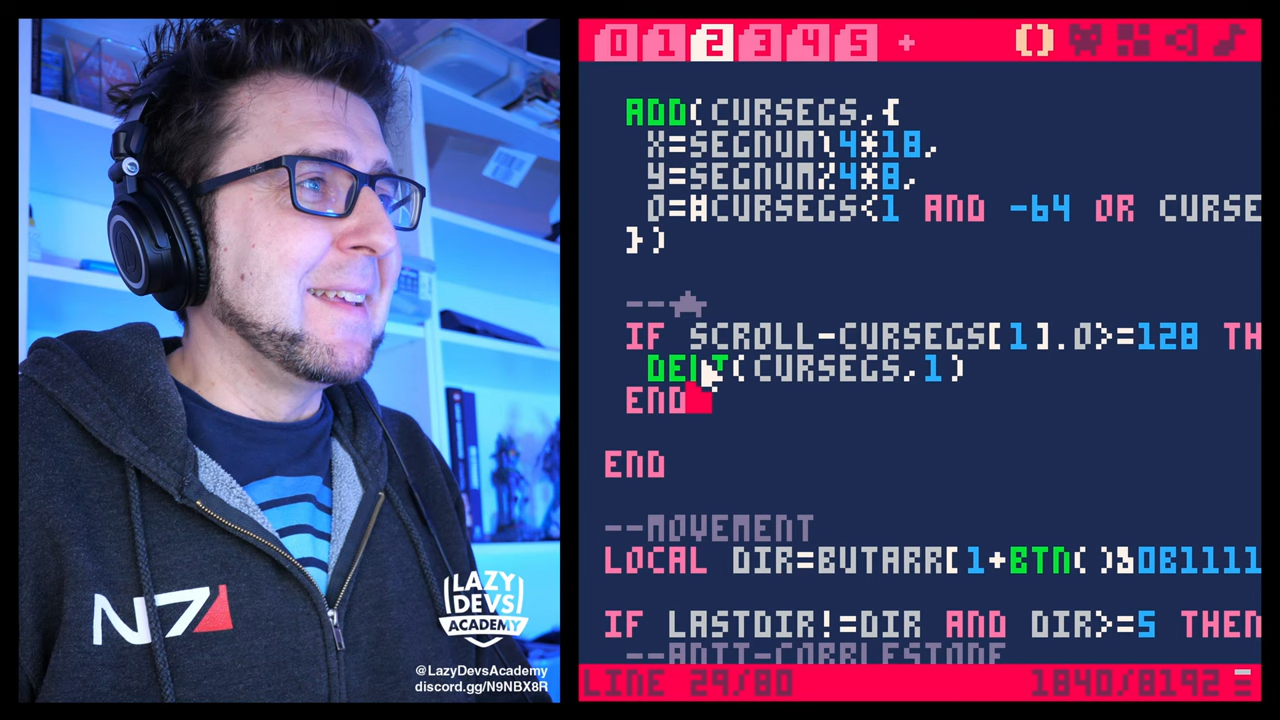 N7
LAZY
DEVS
ACADEMY
@LazyDevsAcademy
discord.gg/N9NBX8R
0 1 2 3 4 5 +
ADD(CURSEGS,{
X=SEGNUM\4*18,
Y=SEGNUM%4*8,
O=#CURSEGS<1 AND -64 OR CURSE
})
--
IF SCROLL-CURSEGS[1].O>=128 TH
(CURSEGS,1)
END
END
--MOVEMENT
LOCAL DIR=BUTARR[1+BTN()&0B1111
IF LASTDIR!=DIR AND DIR>=5 THEN
--ANTI-COBBLESTONE
LINE 29/80
1840/8192